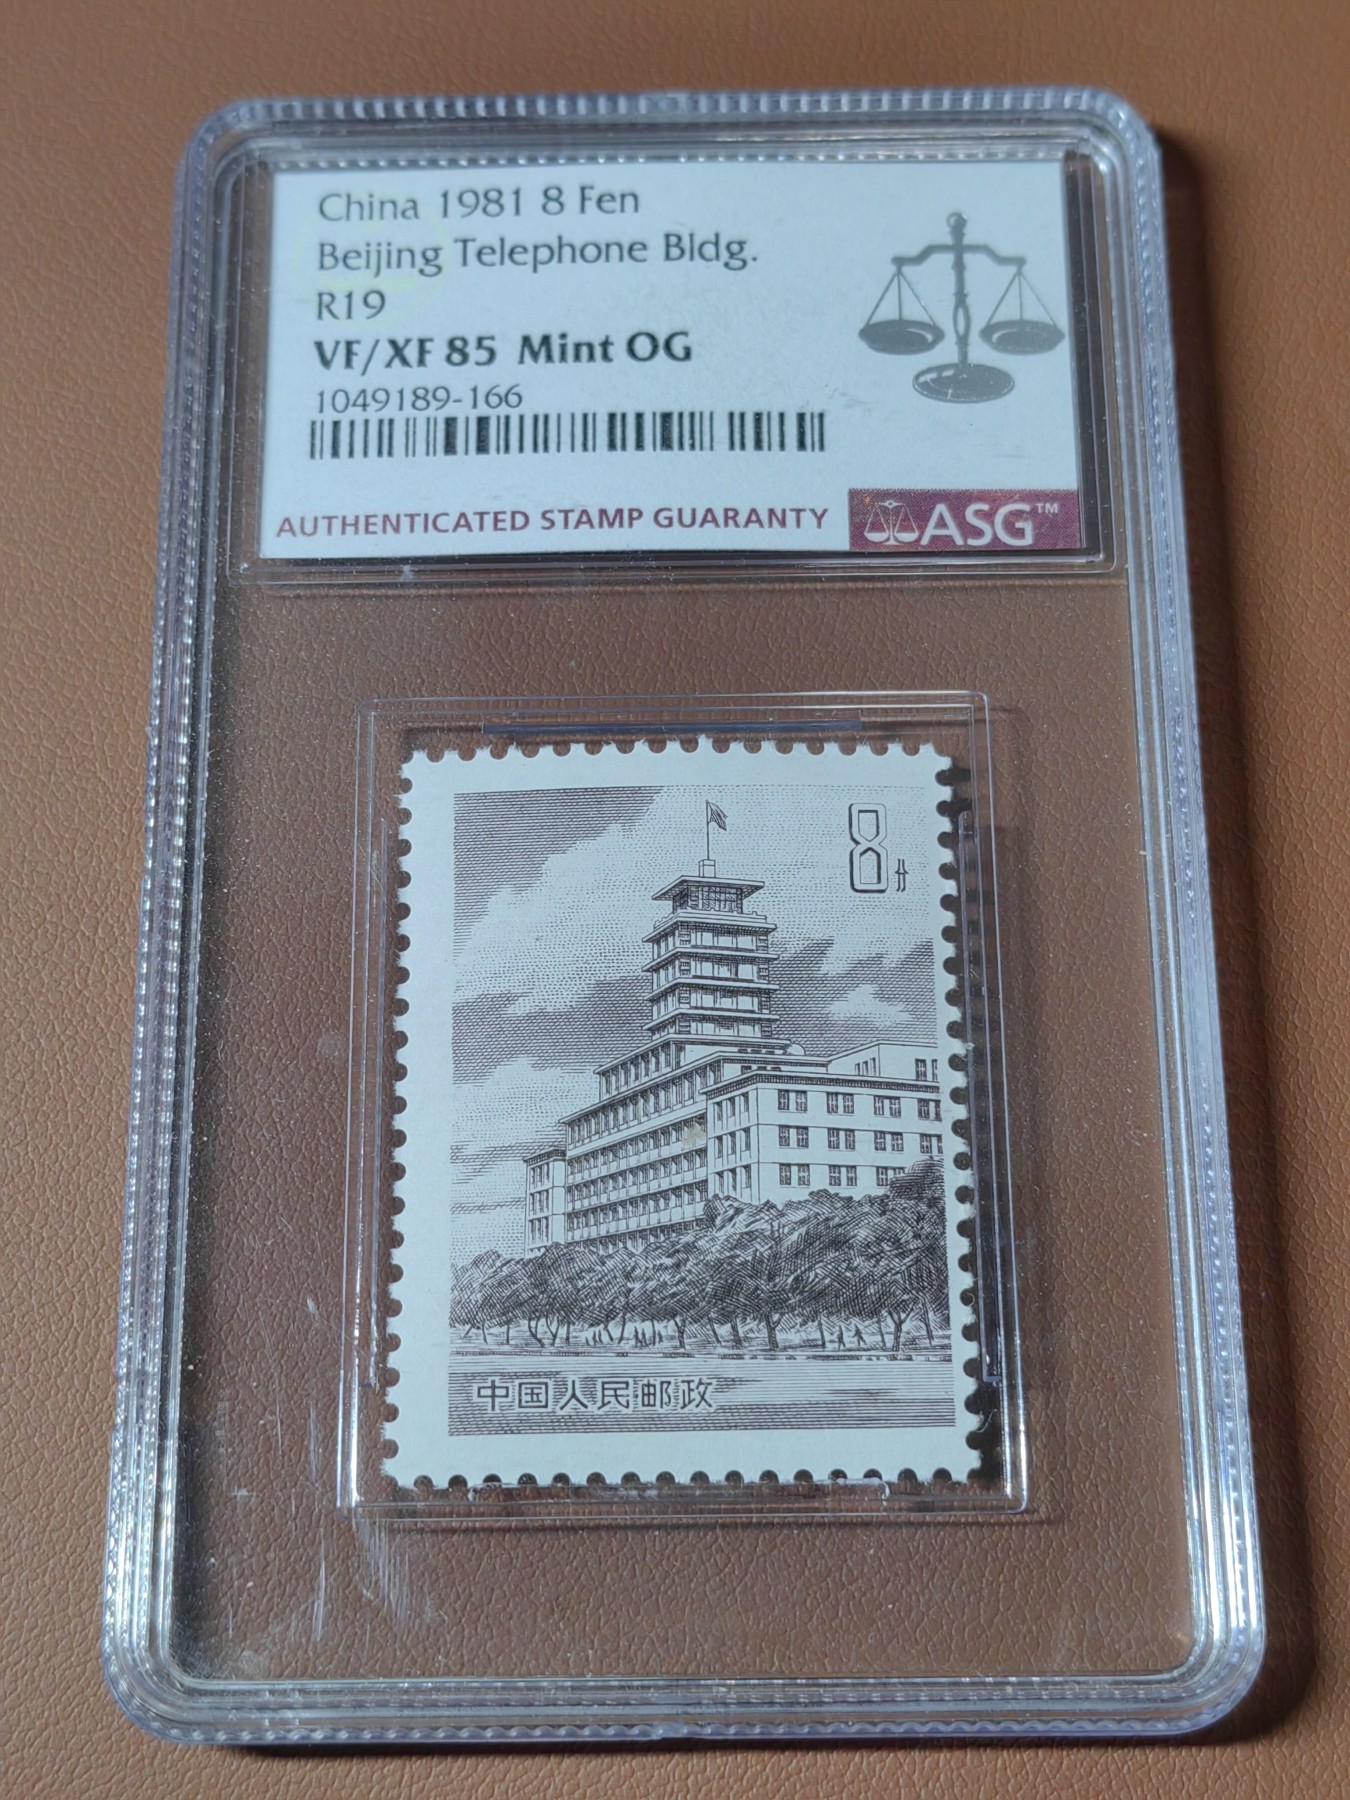 China 1981 8 Fen
Beijing Telephone Bldg.
R19
VF/XF 85 Mint OG
1049189-166
AUTHENTICATED STAMP GUARANTY
ASG™
8分
中国人民邮政